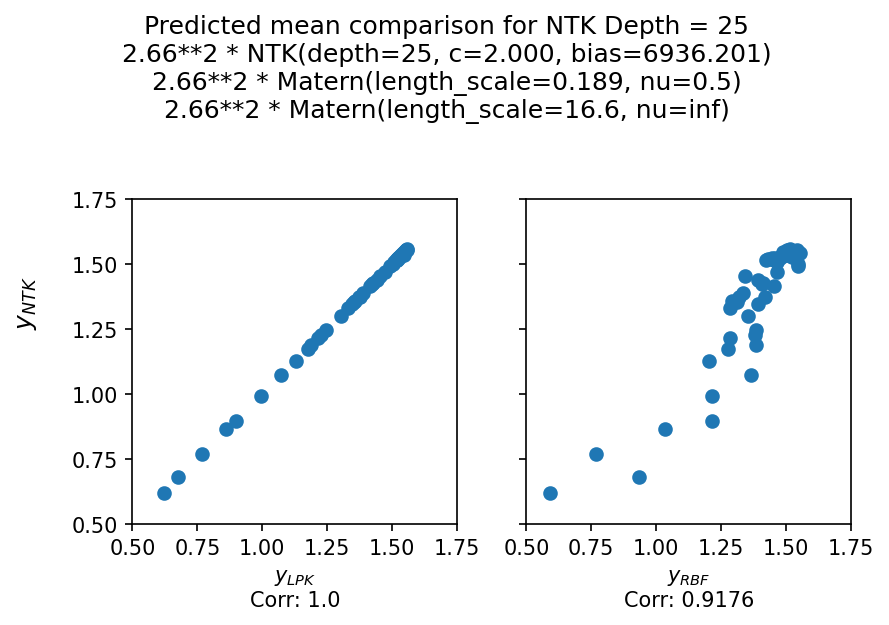 Predicted mean comparison for NTK Depth = 25
2.66**2 * NTK(depth=25, c=2.000, bias=6936.201)
2.66**2 * Matern(length_scale=0.189, nu=0.5)
2.66**2 * Matern(length_scale=16.6, nu=inf)
1.75
1.50
1.25
1.00
0.75
0.50
y_NTK
0.50 0.75 1.00 1.25 1.50 1.75
y_LPK
Corr: 1.0
0.50 0.75 1.00 1.25 1.50 1.75
y_RBF
Corr: 0.9176